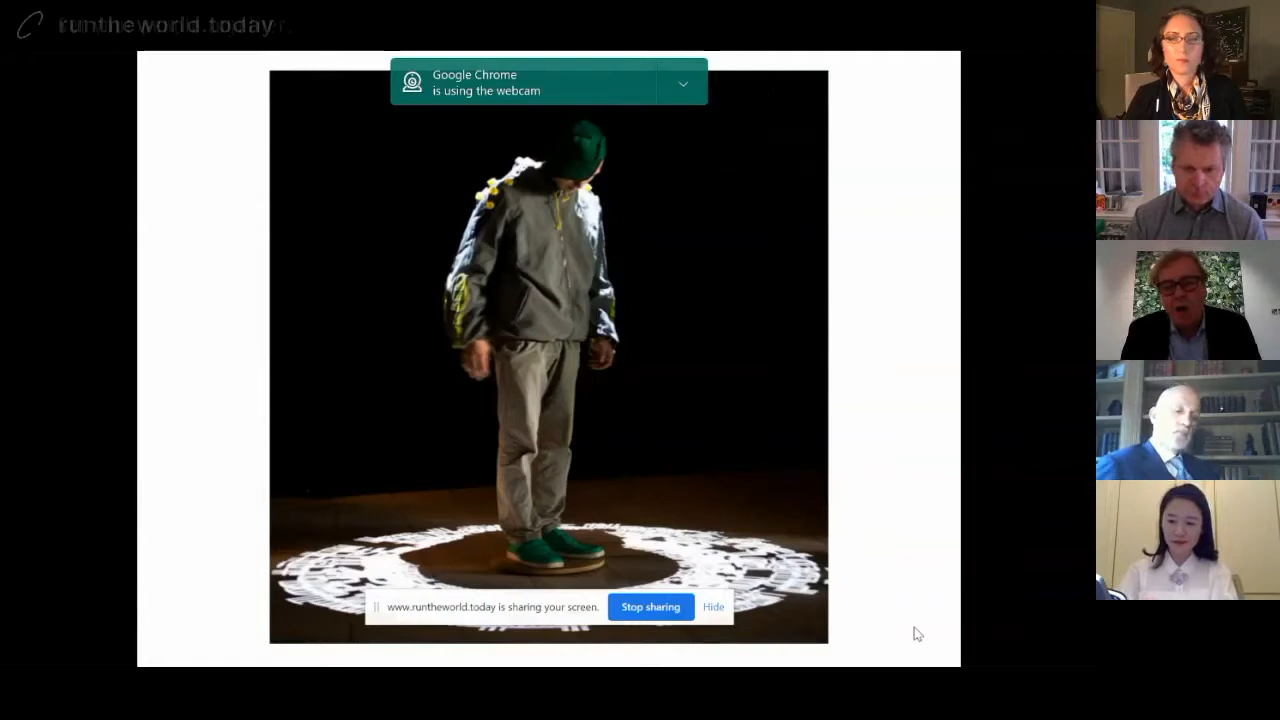 runtheworld.today
Google Chrome
is using the webcam
www.runtheworld.today is sharing your screen.
Stop sharing
Hide